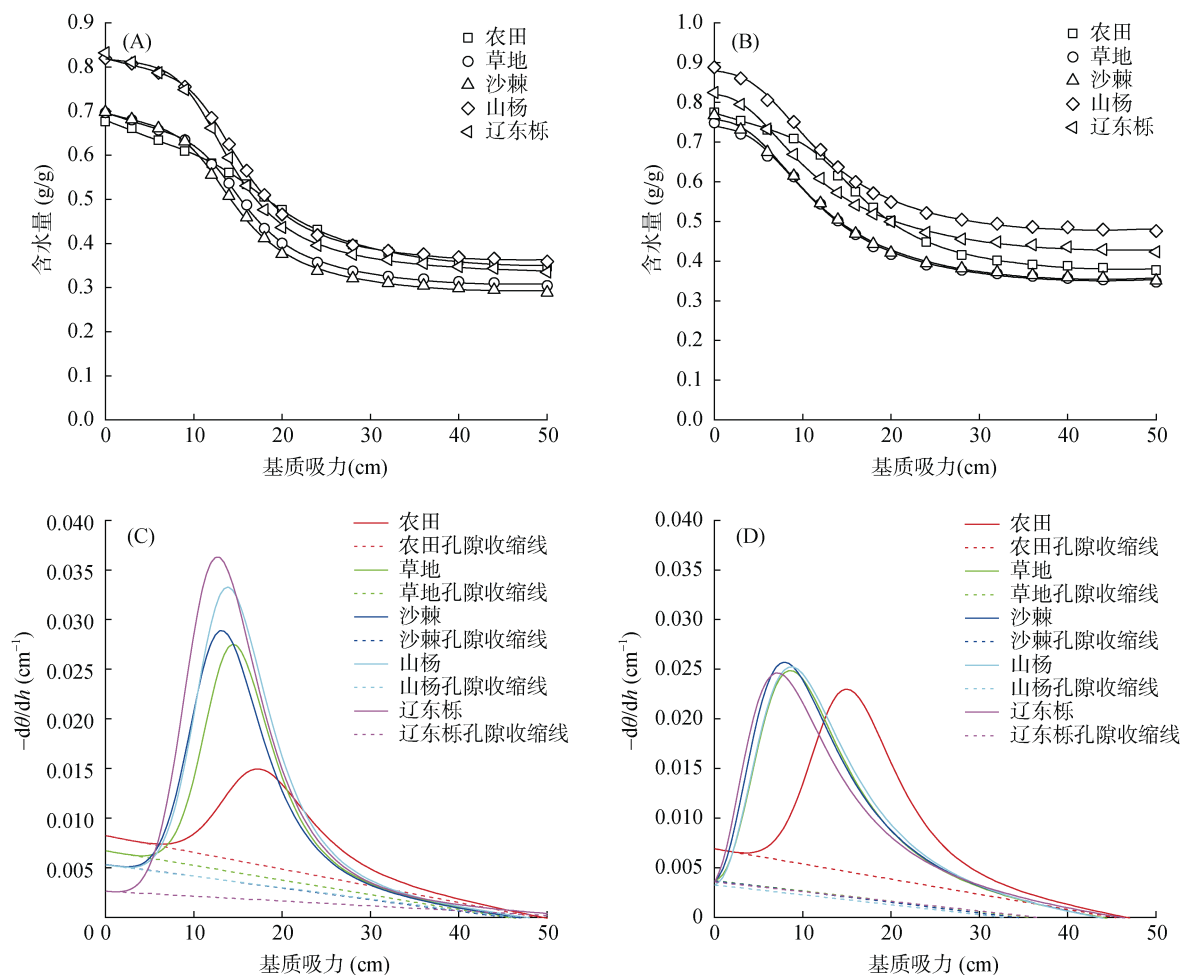 (A)
0.9
0.8
0.7
0.6
0.5
0.4
0.3
0.2
0.1
0.0
含水量 (g/g)
0
10
20
30
40
50
基质吸力(cm)
农田
草地
沙棘
山杨
辽东栎
(B)
1.0
0.9
0.8
0.7
0.6
0.5
0.4
0.3
0.2
0.1
0.0
含水量 (g/g)
0
10
20
30
40
50
基质吸力(cm)
农田
草地
沙棘
山杨
辽东栎
(C)
0.040
0.035
0.030
0.025
0.020
0.015
0.010
0.005
0
−dθ/dh (cm⁻¹)
0
10
20
30
40
50
基质吸力 (cm)
农田
农田孔隙收缩线
草地
草地孔隙收缩线
沙棘
沙棘孔隙收缩线
山杨
山杨孔隙收缩线
辽东栎
辽东栎孔隙收缩线
(D)
0.040
0.035
0.030
0.025
0.020
0.015
0.010
0.005
0
−dθ/dh (cm⁻¹)
0
10
20
30
40
50
基质吸力 (cm)
农田
农田孔隙收缩线
草地
草地孔隙收缩线
沙棘
沙棘孔隙收缩线
山杨
山杨孔隙收缩线
辽东栎
辽东栎孔隙收缩线